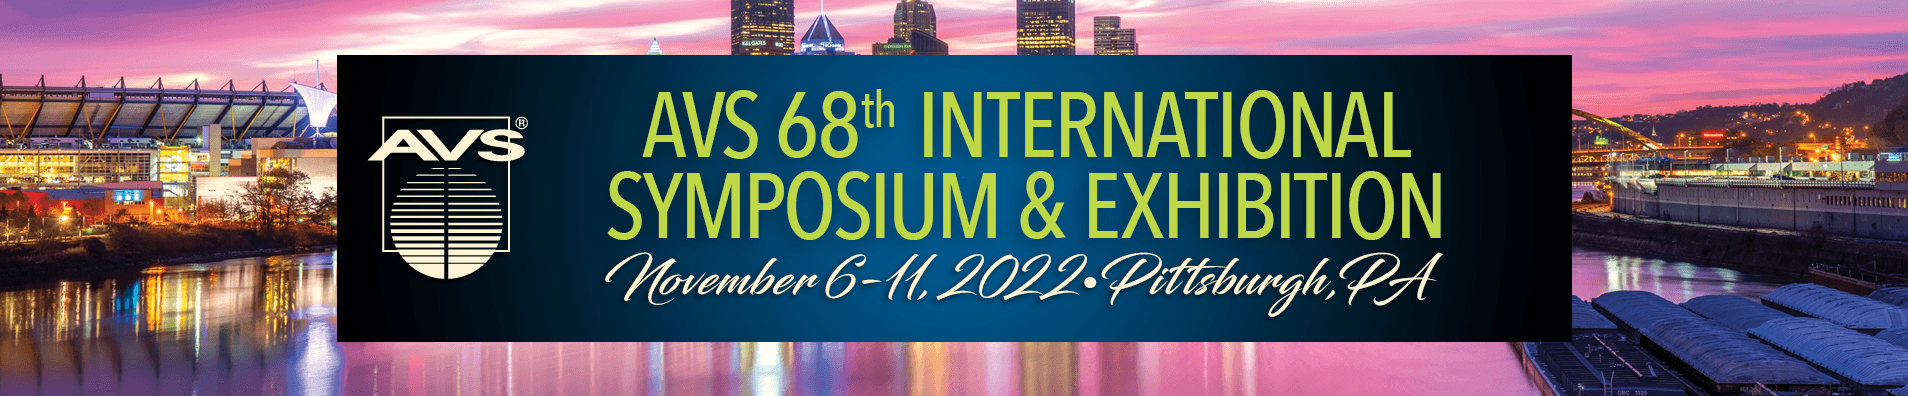 AVS®
AVS 68th INTERNATIONAL
SYMPOSIUM & EXHIBITION
November 6-11, 2022 • Pittsburgh, PA